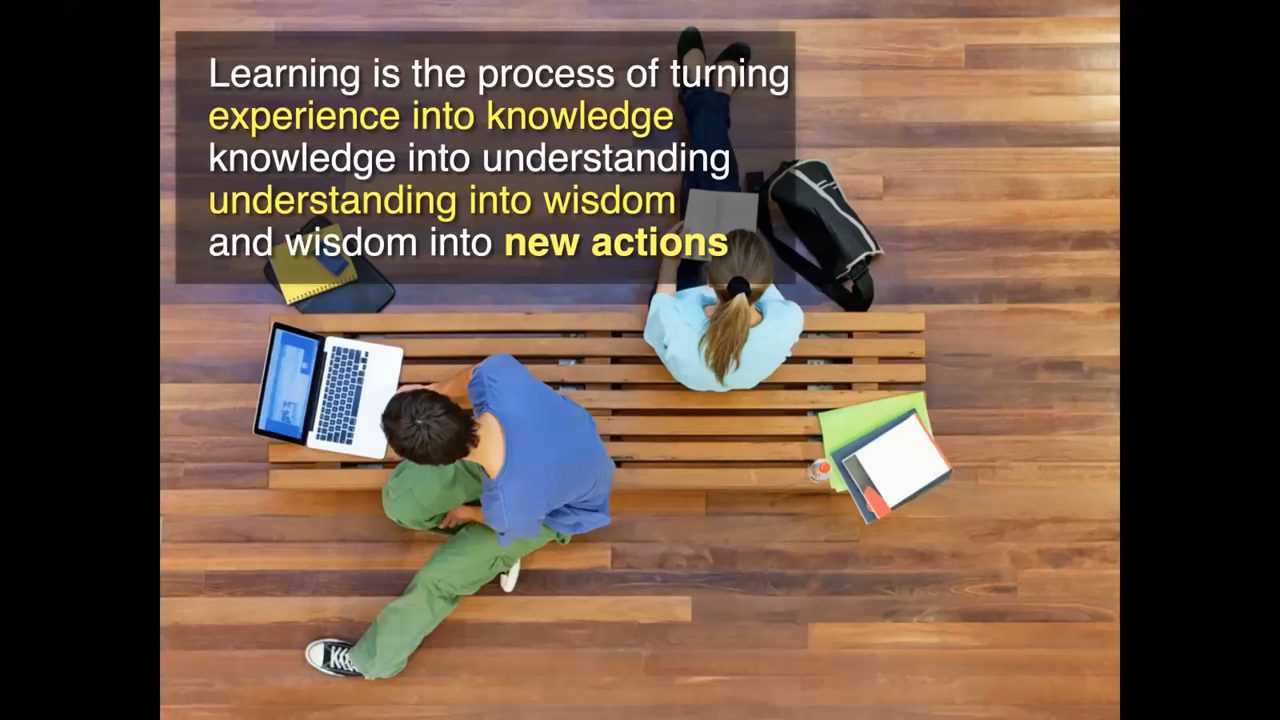 Learning is the process of turning
experience into knowledge
knowledge into understanding
understanding into wisdom
and wisdom into new actions